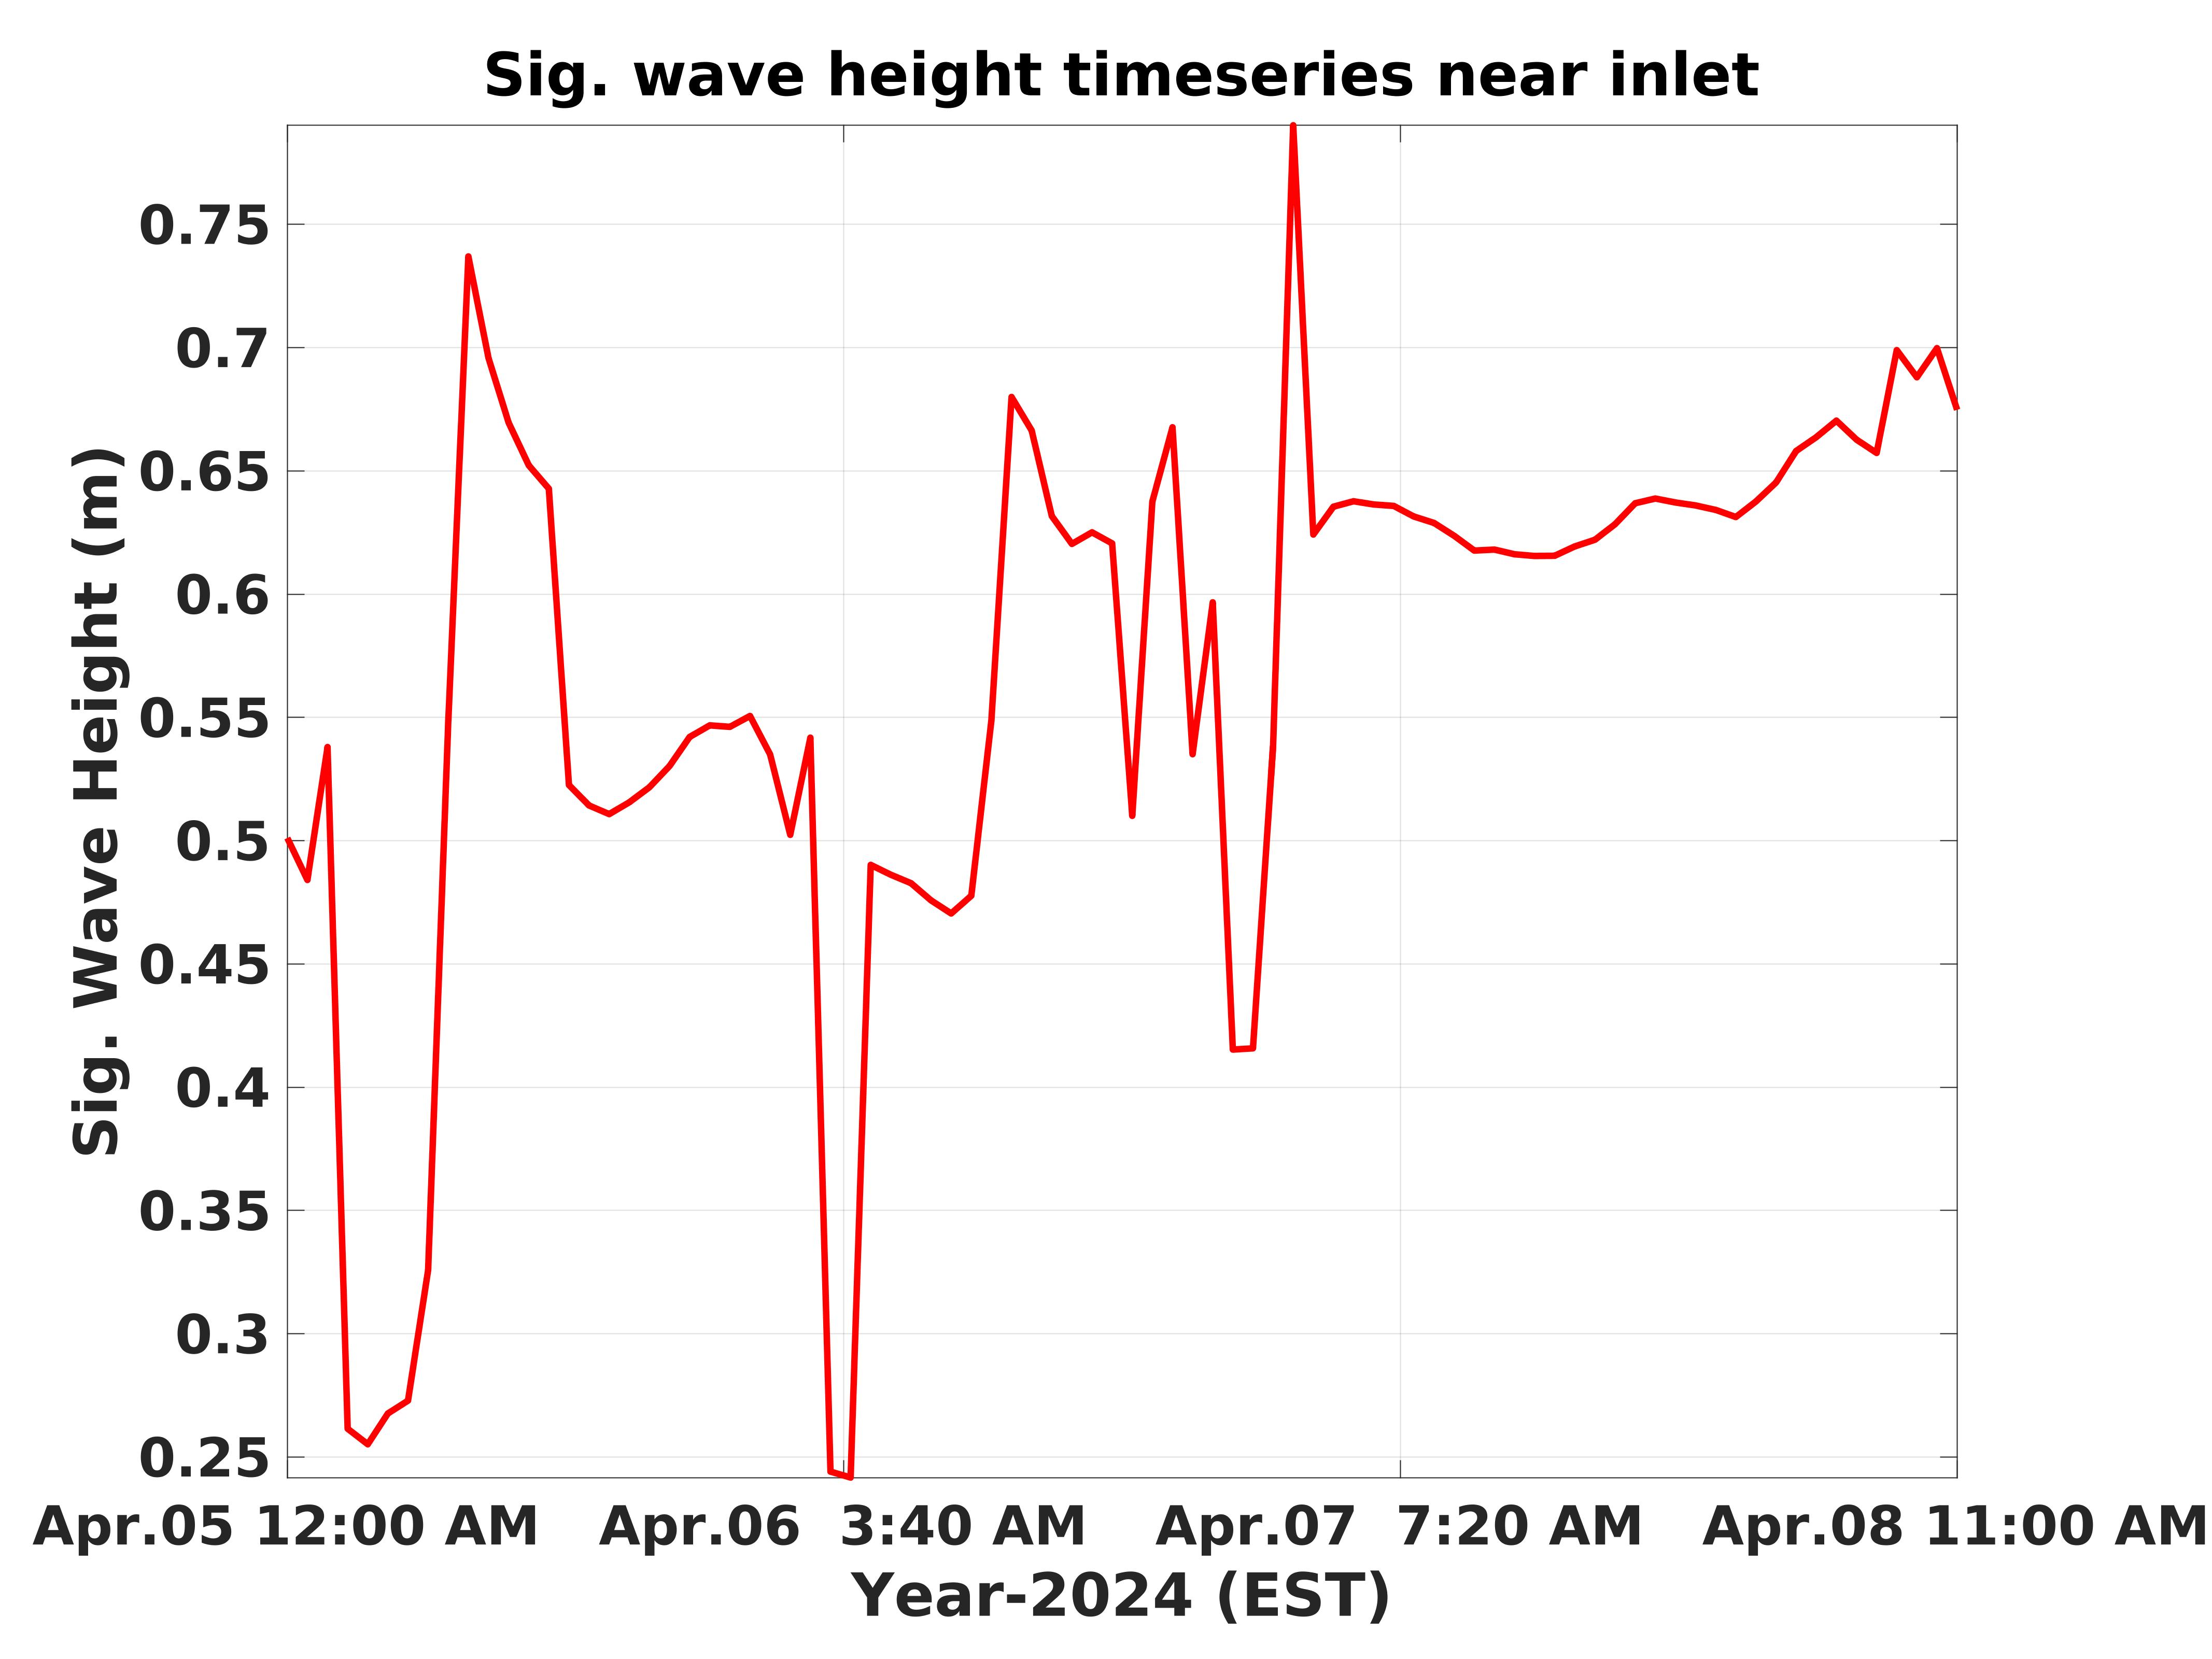 Sig. wave height timeseries near inlet
Sig. Wave Height (m)
0.75
0.7
0.65
0.6
0.55
0.5
0.45
0.4
0.35
0.3
0.25
Apr.05 12:00 AM Apr.06 3:40 AM Apr.07 7:20 AM Apr.08 11:00 AM
Year-2024 (EST)